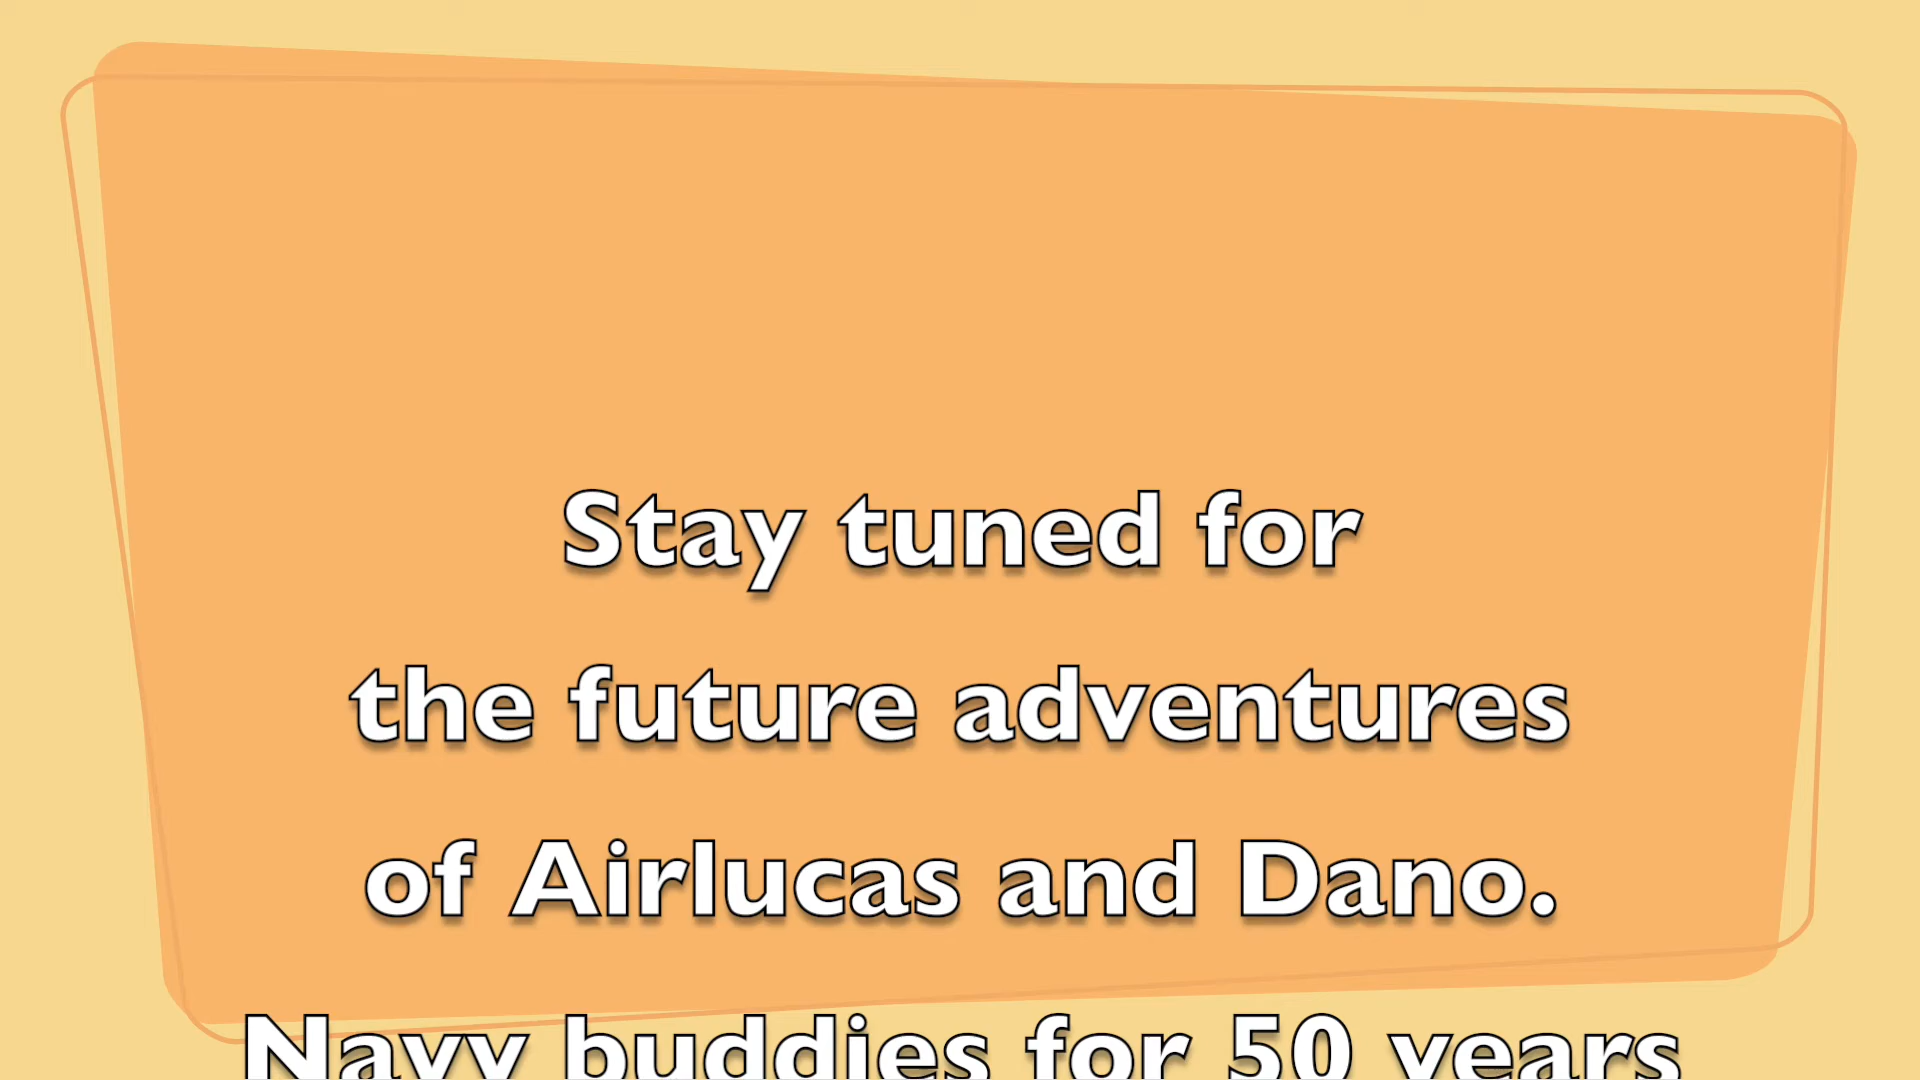 Stay tuned for
the future adventures
of Airlucas and Dano.
Navy buddies for 50 years